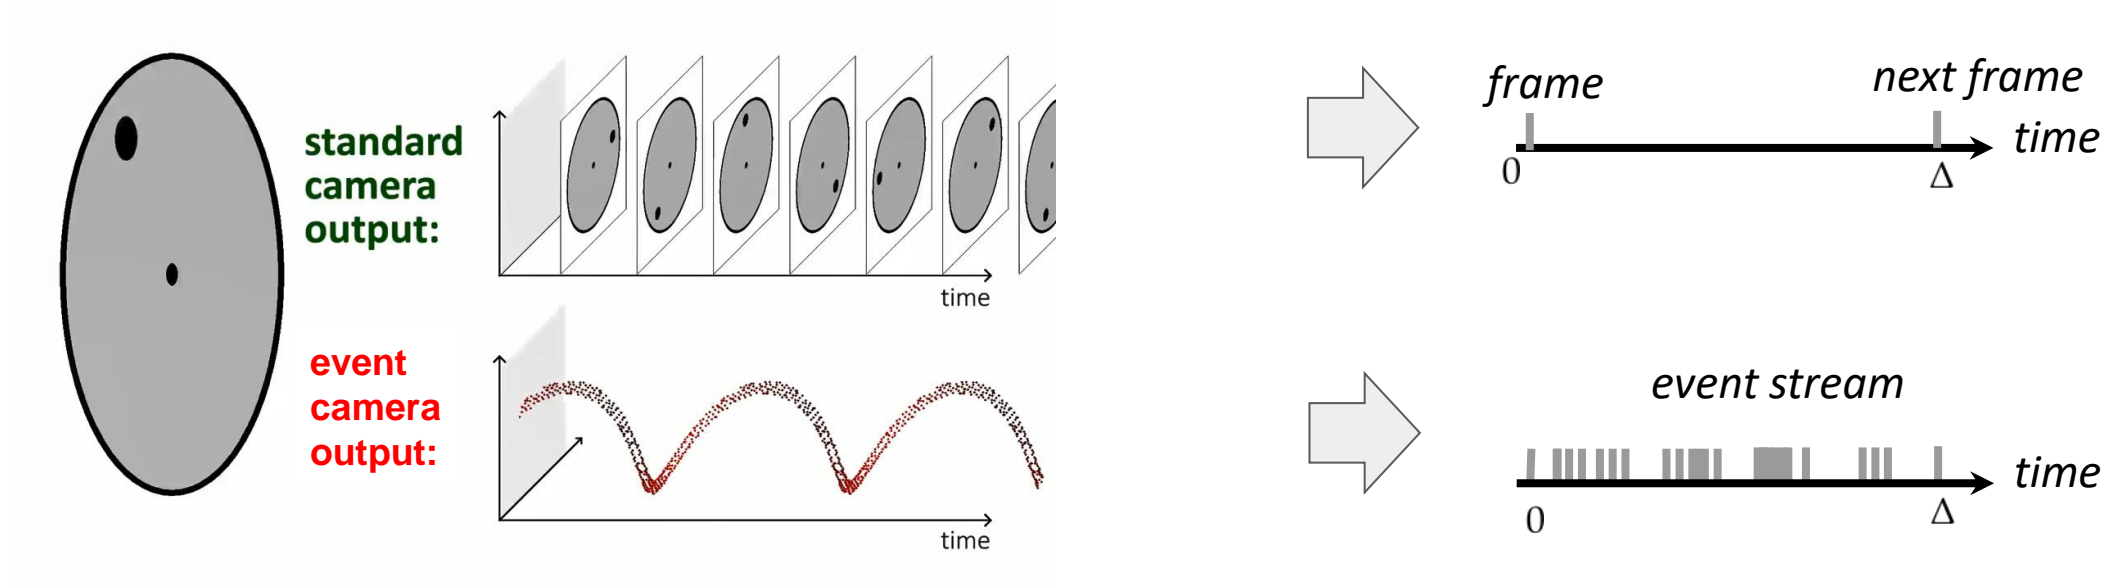 standard
camera
output:
time
frame
next frame
time
0
Δ
event
camera
output:
time
event stream
time
0
Δ